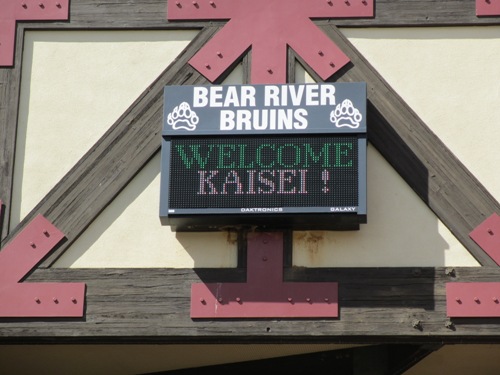 BEAR RIVER
BRUINS
WELCOME
KAISEI !
DAKTRONICS GALAXY